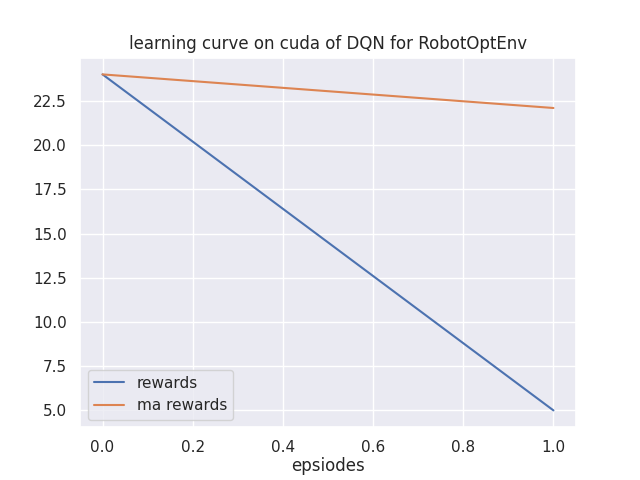 learning curve on cuda of DQN for RobotOptEnv
22.5
20.0
17.5
15.0
12.5
10.0
7.5
5.0
rewards
ma rewards
0.0 0.2 0.4 0.6 0.8 1.0
epsiodes